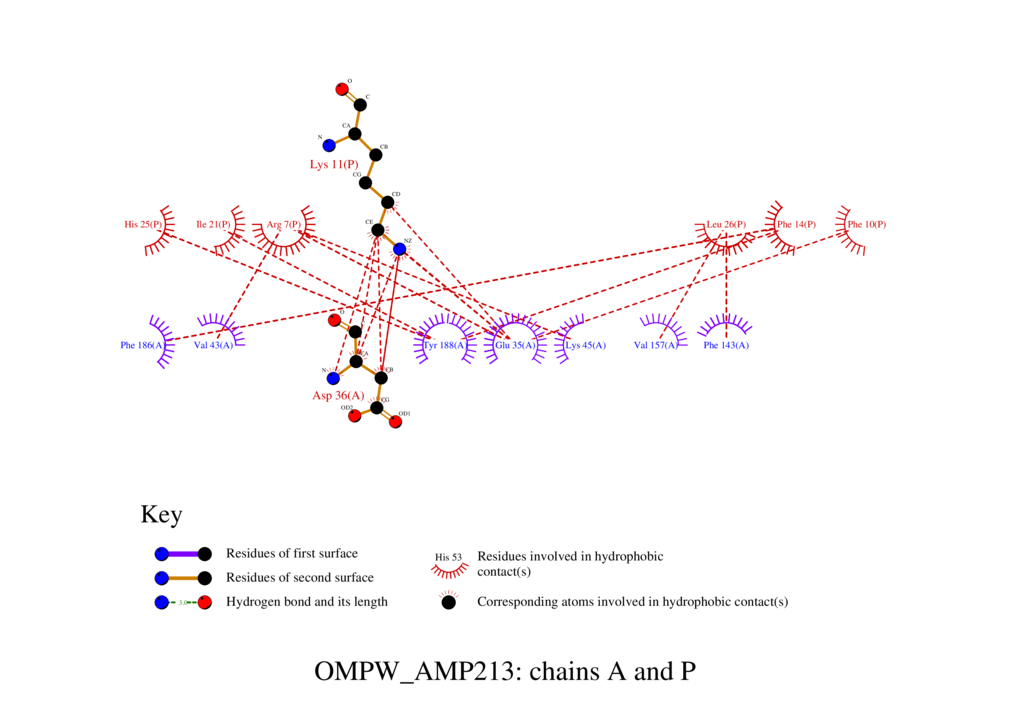 O
C
CA
N
CB
Lys 11(P)
CG
CD
CE
NZ
His 25(P) Ile 21(P) Arg 7(P) Leu 26(P) Phe 14(P) Phe 10(P)
O
Phe 186(A) Val 43(A) Tyr 188(A) Glu 35(A) Lys 45(A) Val 157(A) Phe 143(A)
N CB
Asp 36(A)
CG
OD2 OD1
Key
Residues of first surface
Residues of second surface
3.0 Hydrogen bond and its length
His 53 Residues involved in hydrophobic
contact(s)
Corresponding atoms involved in hydrophobic contact(s)
OMPW_AMP213: chains A and P